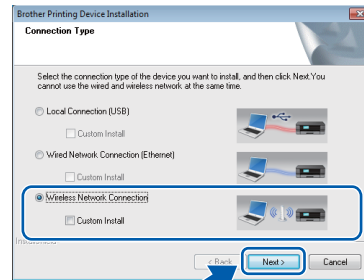 Brother Printing Device Installation
Connection Type
Select the connection type of the device you want to install, and then click Next.You
cannot use the wired and wireless network at the same time.
Local Connection (USB)
Custom Install
Wired Network Connection (Ethernet)
Custom Install
Wireless Network Connection
Custom Install
< Back
Next >
Cancel